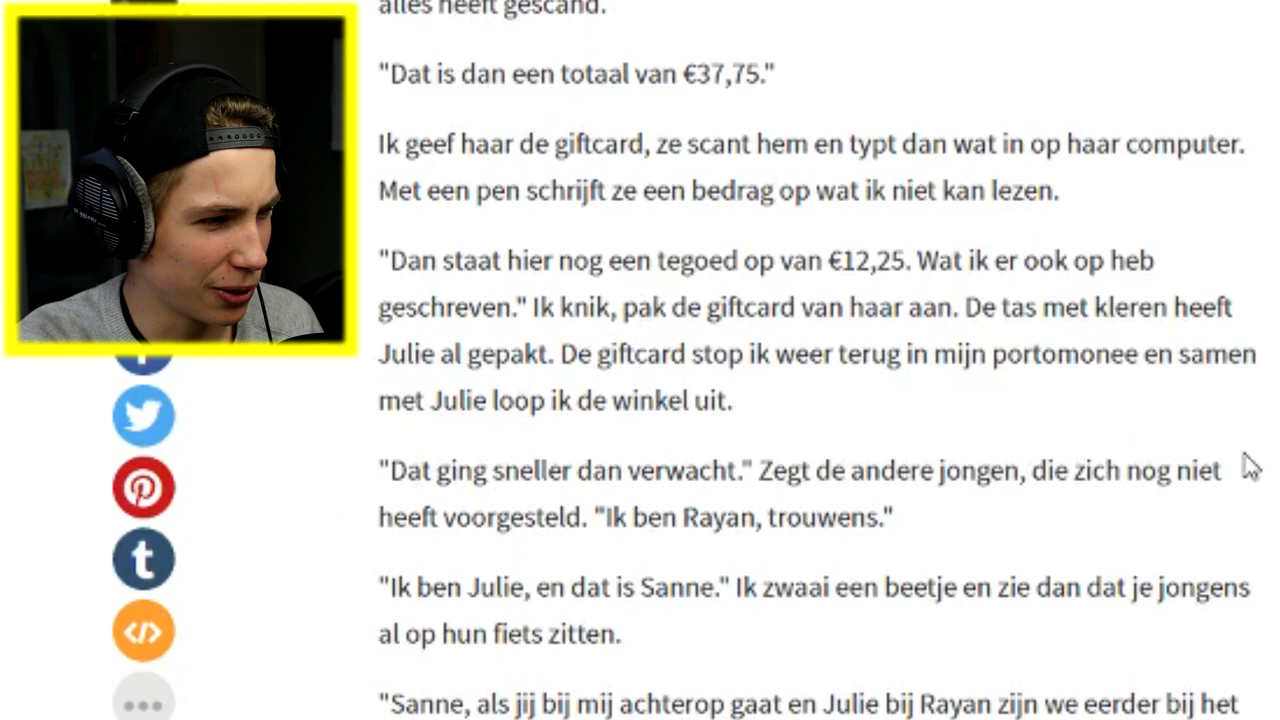 alles heeft gescand.
"Dat is dan een totaal van €37,75."
Ik geef haar de giftcard, ze scant hem en typt dan wat in op haar computer.
Met een pen schrijft ze een bedrag op wat ik niet kan lezen.
"Dan staat hier nog een tegoed op van €12,25. Wat ik er ook op heb
geschreven." Ik knik, pak de giftcard van haar aan. De tas met kleren heeft
Julie al gepakt. De giftcard stop ik weer terug in mijn portomonee en samen
met Julie loop ik de winkel uit.
"Dat ging sneller dan verwacht." Zegt de andere jongen, die zich nog niet
heeft voorgesteld. "Ik ben Rayan, trouwens."
"Ik ben Julie, en dat is Sanne." Ik zwaai een beetje en zie dan dat je jongens
al op hun fiets zitten.
"Sanne, als jij bij mij achterop gaat en Julie bij Rayan zijn we eerder bij het